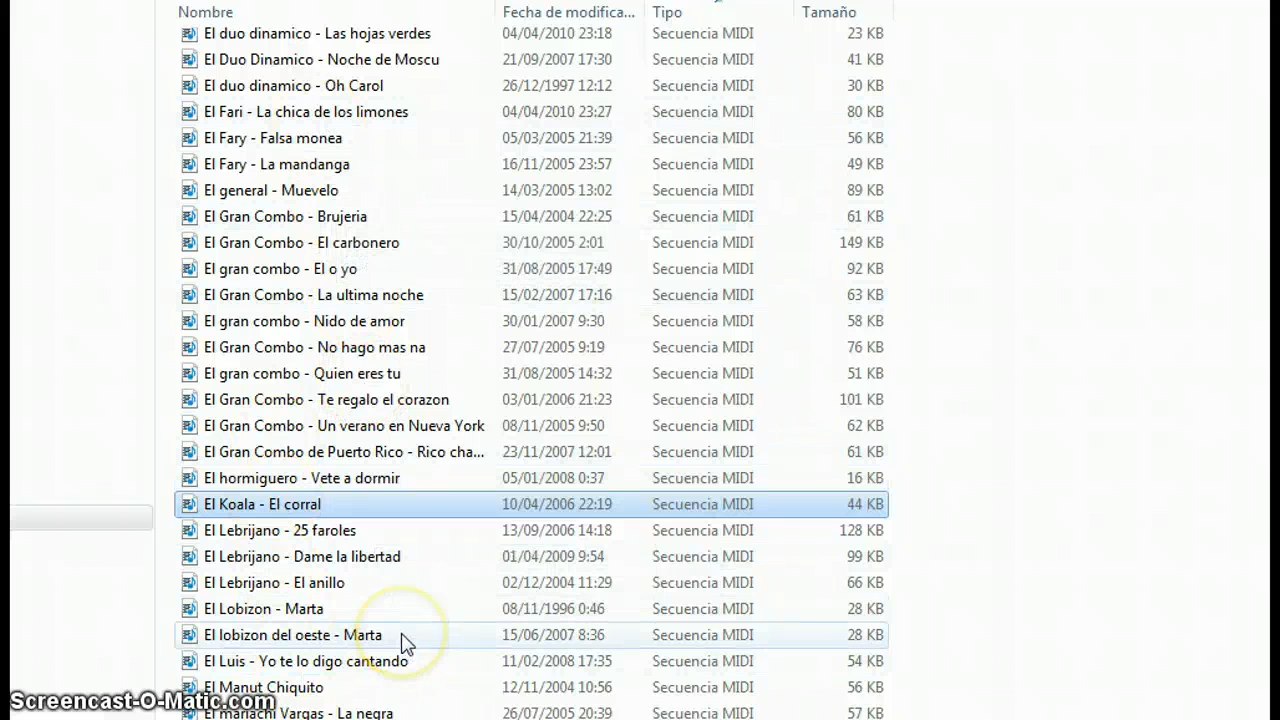 Nombre Fecha de modifica... Tipo Tamaño
El duo dinamico - Las hojas verdes 04/04/2010 23:18 Secuencia MIDI 23 KB
El Duo Dinamico - Noche de Moscu 21/09/2007 17:30 Secuencia MIDI 41 KB
El duo dinamico - Oh Carol 26/12/1997 12:12 Secuencia MIDI 30 KB
El Fari - La chica de los limones 04/04/2010 23:27 Secuencia MIDI 80 KB
El Fary - Falsa monea 05/03/2005 21:39 Secuencia MIDI 56 KB
El Fary - La mandanga 16/11/2005 23:57 Secuencia MIDI 49 KB
El general - Muevelo 14/03/2005 13:02 Secuencia MIDI 89 KB
El Gran Combo - Brujeria 15/04/2004 22:25 Secuencia MIDI 61 KB
El Gran Combo - El carbonero 30/10/2005 2:01 Secuencia MIDI 149 KB
El gran combo - El o yo 31/08/2005 17:49 Secuencia MIDI 92 KB
El Gran Combo - La ultima noche 15/02/2007 17:16 Secuencia MIDI 63 KB
El gran combo - Nido de amor 30/01/2007 9:30 Secuencia MIDI 58 KB
El Gran Combo - No hago mas na 27/07/2005 9:19 Secuencia MIDI 76 KB
El gran combo - Quien eres tu 31/08/2005 14:32 Secuencia MIDI 51 KB
El Gran Combo - Te regalo el corazon 03/01/2006 21:23 Secuencia MIDI 101 KB
El Gran Combo - Un verano en Nueva York 08/11/2005 9:50 Secuencia MIDI 62 KB
El Gran Combo de Puerto Rico - Rico cha... 23/11/2007 12:01 Secuencia MIDI 61 KB
El hormiguero - Vete a dormir 05/01/2008 0:37 Secuencia MIDI 16 KB
El Koala - El corral 10/04/2006 22:19 Secuencia MIDI 44 KB
El Lebrijano - 25 faroles 13/09/2006 14:18 Secuencia MIDI 128 KB
El Lebrijano - Dame la libertad 01/04/2009 9:54 Secuencia MIDI 99 KB
El Lebrijano - El anillo 02/12/2004 11:29 Secuencia MIDI 66 KB
El Lobizon - Marta 08/11/1996 0:46 Secuencia MIDI 28 KB
El lobizon del oeste - Marta 15/06/2007 8:36 Secuencia MIDI 28 KB
El Luis - Yo te lo digo cantando 11/02/2008 17:35 Secuencia MIDI 54 KB
El Manut Chiquito 12/11/2004 10:56 Secuencia MIDI 56 KB
El mariachi Vargas - La negra 26/07/2005 20:39 Secuencia MIDI 57 KB
Screencast-O-Matic.com